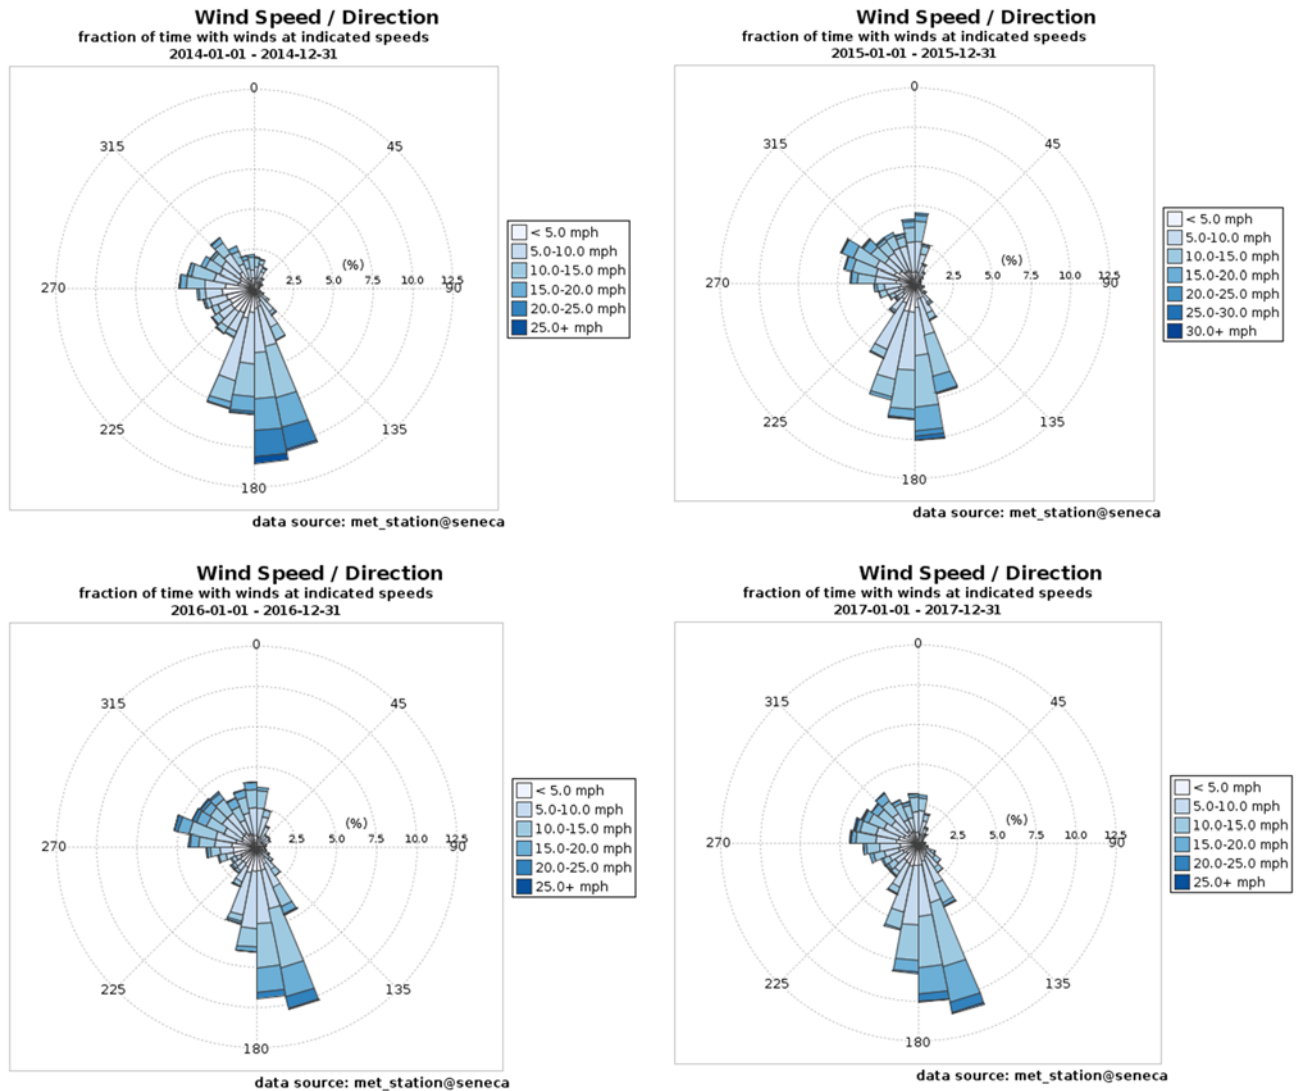 Wind Speed / Direction
fraction of time with winds at indicated speeds
2014-01-01 - 2014-12-31
0
45
315
(%)
2.5 5.0 7.5 10.0 12.5
270
90
225
135
180
< 5.0 mph
5.0-10.0 mph
10.0-15.0 mph
15.0-20.0 mph
20.0-25.0 mph
25.0+ mph
data source: met_station@seneca
Wind Speed / Direction
fraction of time with winds at indicated speeds
2015-01-01 - 2015-12-31
0
45
315
(%)
2.5 5.0 7.5 10.0 12.5
270
90
225
135
180
< 5.0 mph
5.0-10.0 mph
10.0-15.0 mph
15.0-20.0 mph
20.0-25.0 mph
25.0-30.0 mph
30.0+ mph
data source: met_station@seneca
Wind Speed / Direction
fraction of time with winds at indicated speeds
2016-01-01 - 2016-12-31
0
45
315
(%)
2.5 5.0 7.5 10.0 12.5
270
90
225
135
180
< 5.0 mph
5.0-10.0 mph
10.0-15.0 mph
15.0-20.0 mph
20.0-25.0 mph
25.0+ mph
data source: met_station@seneca
Wind Speed / Direction
fraction of time with winds at indicated speeds
2017-01-01 - 2017-12-31
0
45
315
(%)
2.5 5.0 7.5 10.0 12.5
270
90
225
135
180
< 5.0 mph
5.0-10.0 mph
10.0-15.0 mph
15.0-20.0 mph
20.0-25.0 mph
25.0+ mph
data source: met_station@seneca